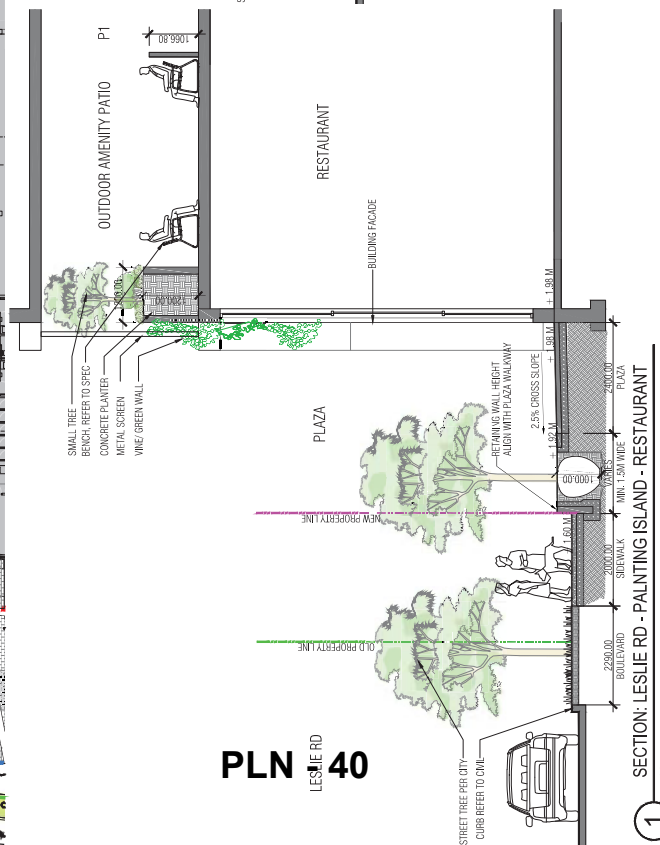 P1
1066.80
OUTDOOR AMENITY PATIO
RESTAURANT
BUILDING FACADE
1200.00
SMALL TREE
BENCH, REFER TO SPEC
CONCRETE PLANTER
METAL SCREEN
VINE/ GREEN WALL
PLAZA
RETAINING WALL HEIGHT
ALIGN WITH PLAZA WALKWAY
2.5% CROSS SLOPE
+ 1.98 M
+ 1.98 M
+ 1.92 M
1.60 M
NEW PROPERTY LINE
OLD PROPERTY LINE
1000.00
2400.00
PLAZA
VARIES
MIN. 1.5M WIDE
2000.00
SIDEWALK
2290.00
BOULEVARD
LESLIE RD
PLN - 40
STREET TREE PER CITY
CURB REFER TO CIVIL
1
SECTION: LESLIE RD - PALNTING ISLAND - RESTAURANT